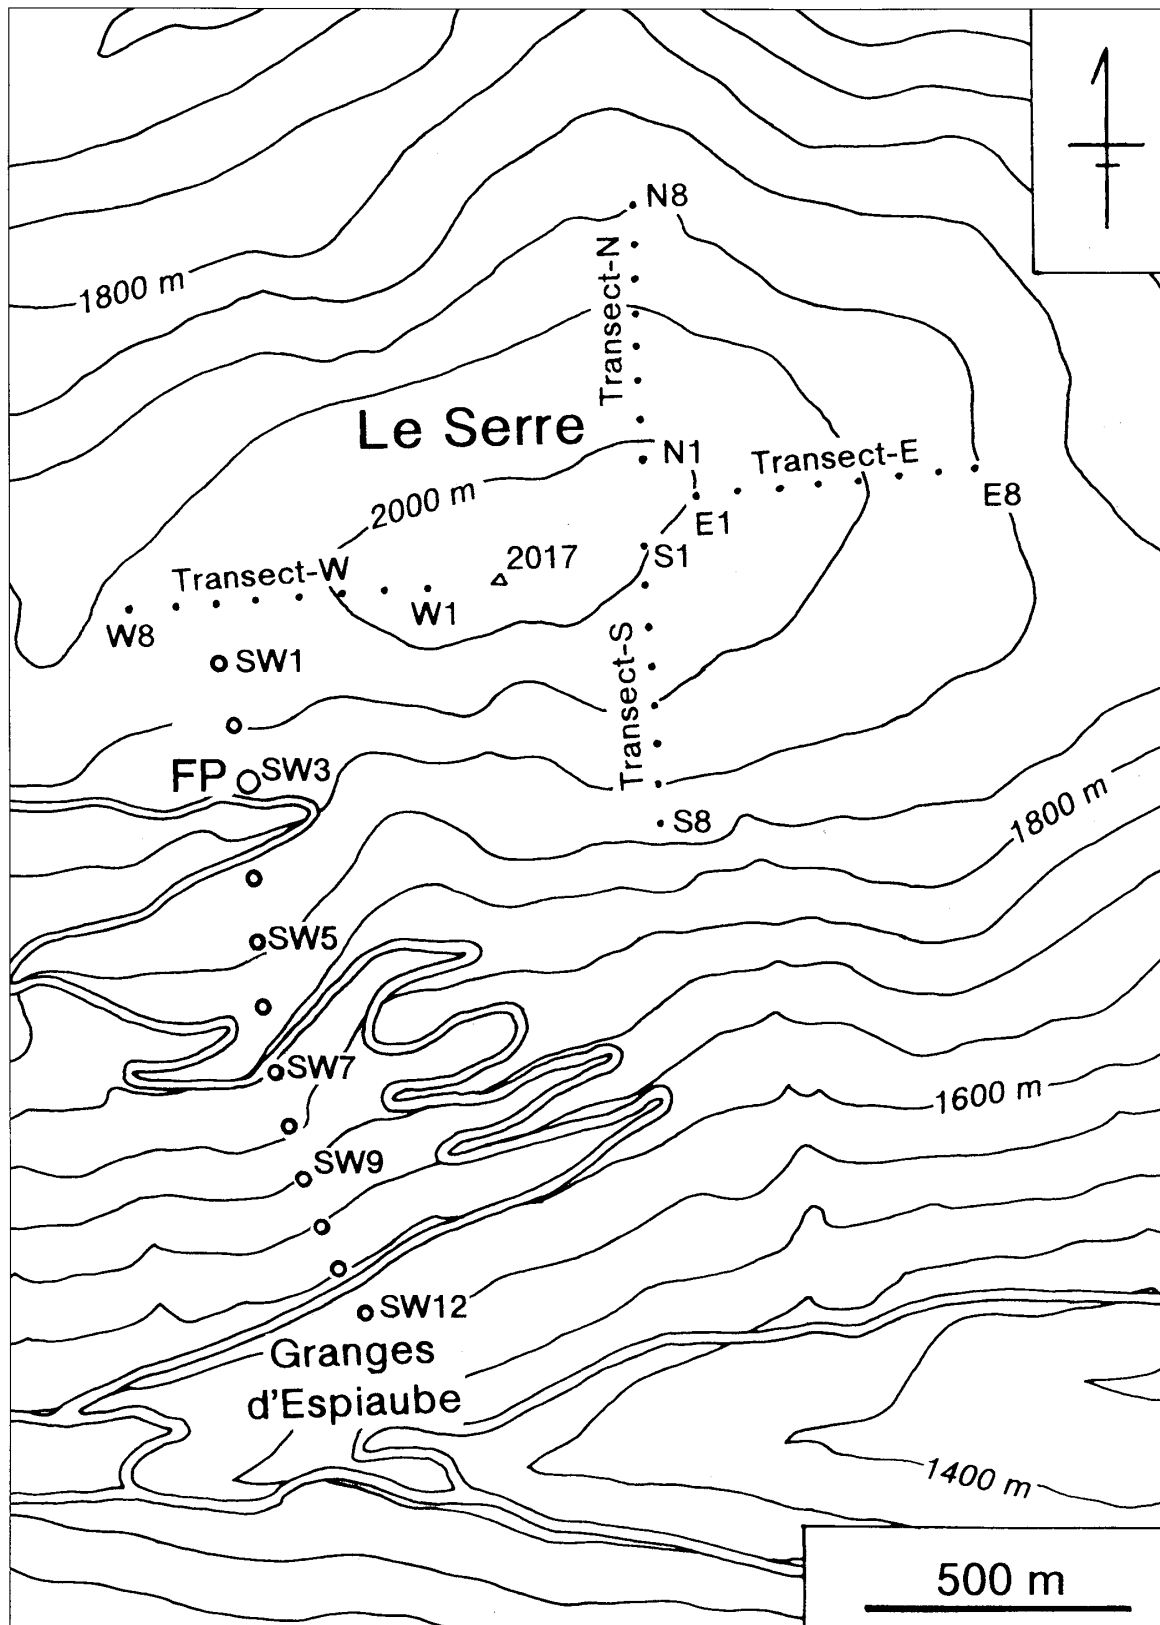 N8
Transect-N
1800 m
Le Serre
N1
Transect-E
E8
2000 m
E1
2017
S1
Transect-W
W1
W8
SW1
Transect-S
FP
SW3
S8
1800 m
SW5
SW7
1600 m
SW9
SW12
Granges
d'Espiaube
1400 m
500 m